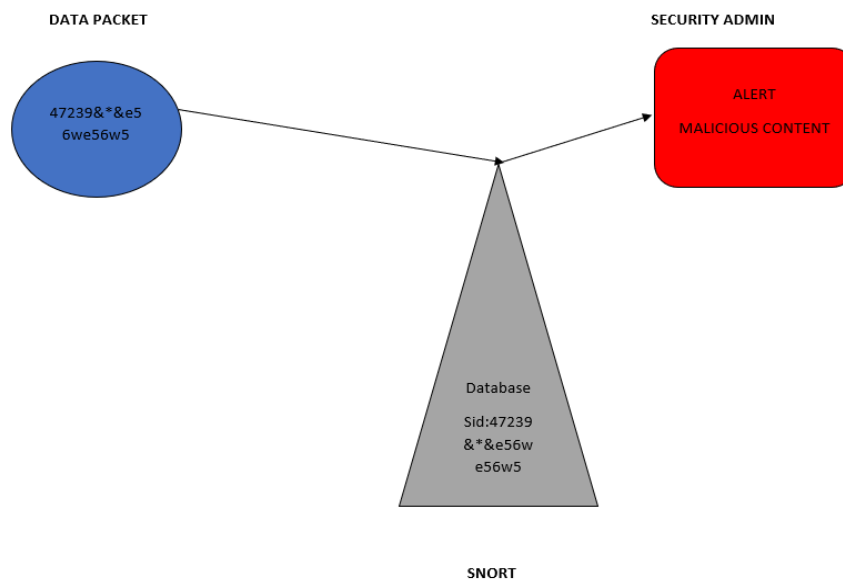 DATA PACKET
SECURITY ADMIN
47239&*&e5
6we56w5
ALERT
MALICIOUS CONTENT
Database
Sid:47239
&*&e56w
e56w5
SNORT